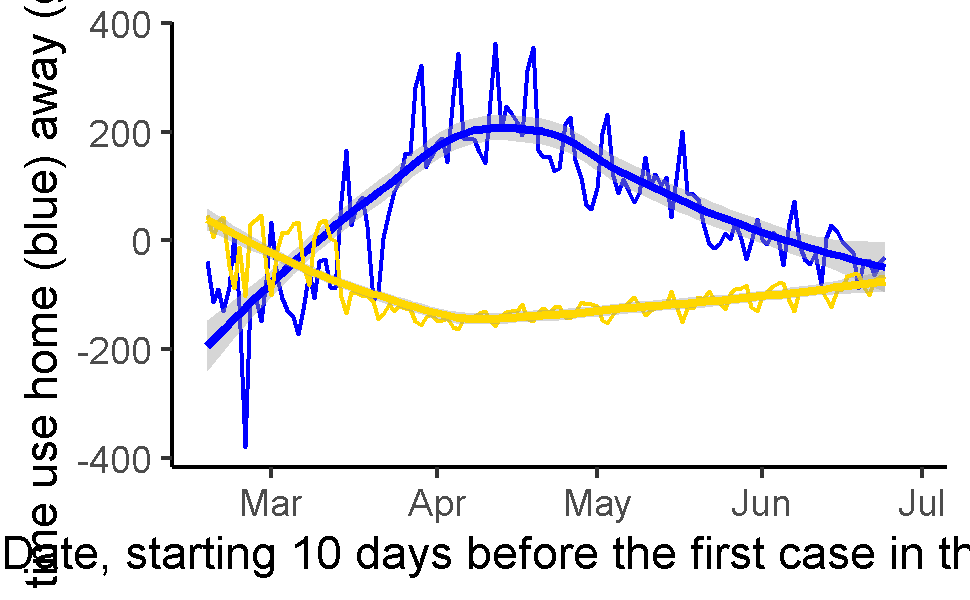 400
200
0
-200
-400
time use home (blue) away (
Mar Apr May Jun Jul
Date, starting 10 days before the first case in th